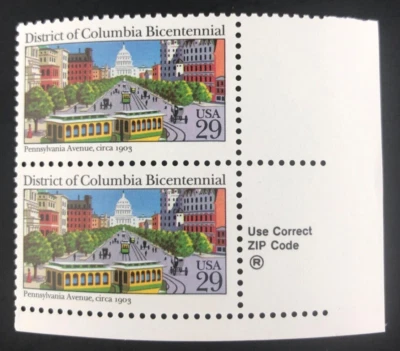 District of Columbia Bicentennial
USA
29
Pennsylvania Avenue, circa 1903
District of Columbia Bicentennial
USA
29
Pennsylvania Avenue, circa 1903
Use Correct
ZIP Code
®